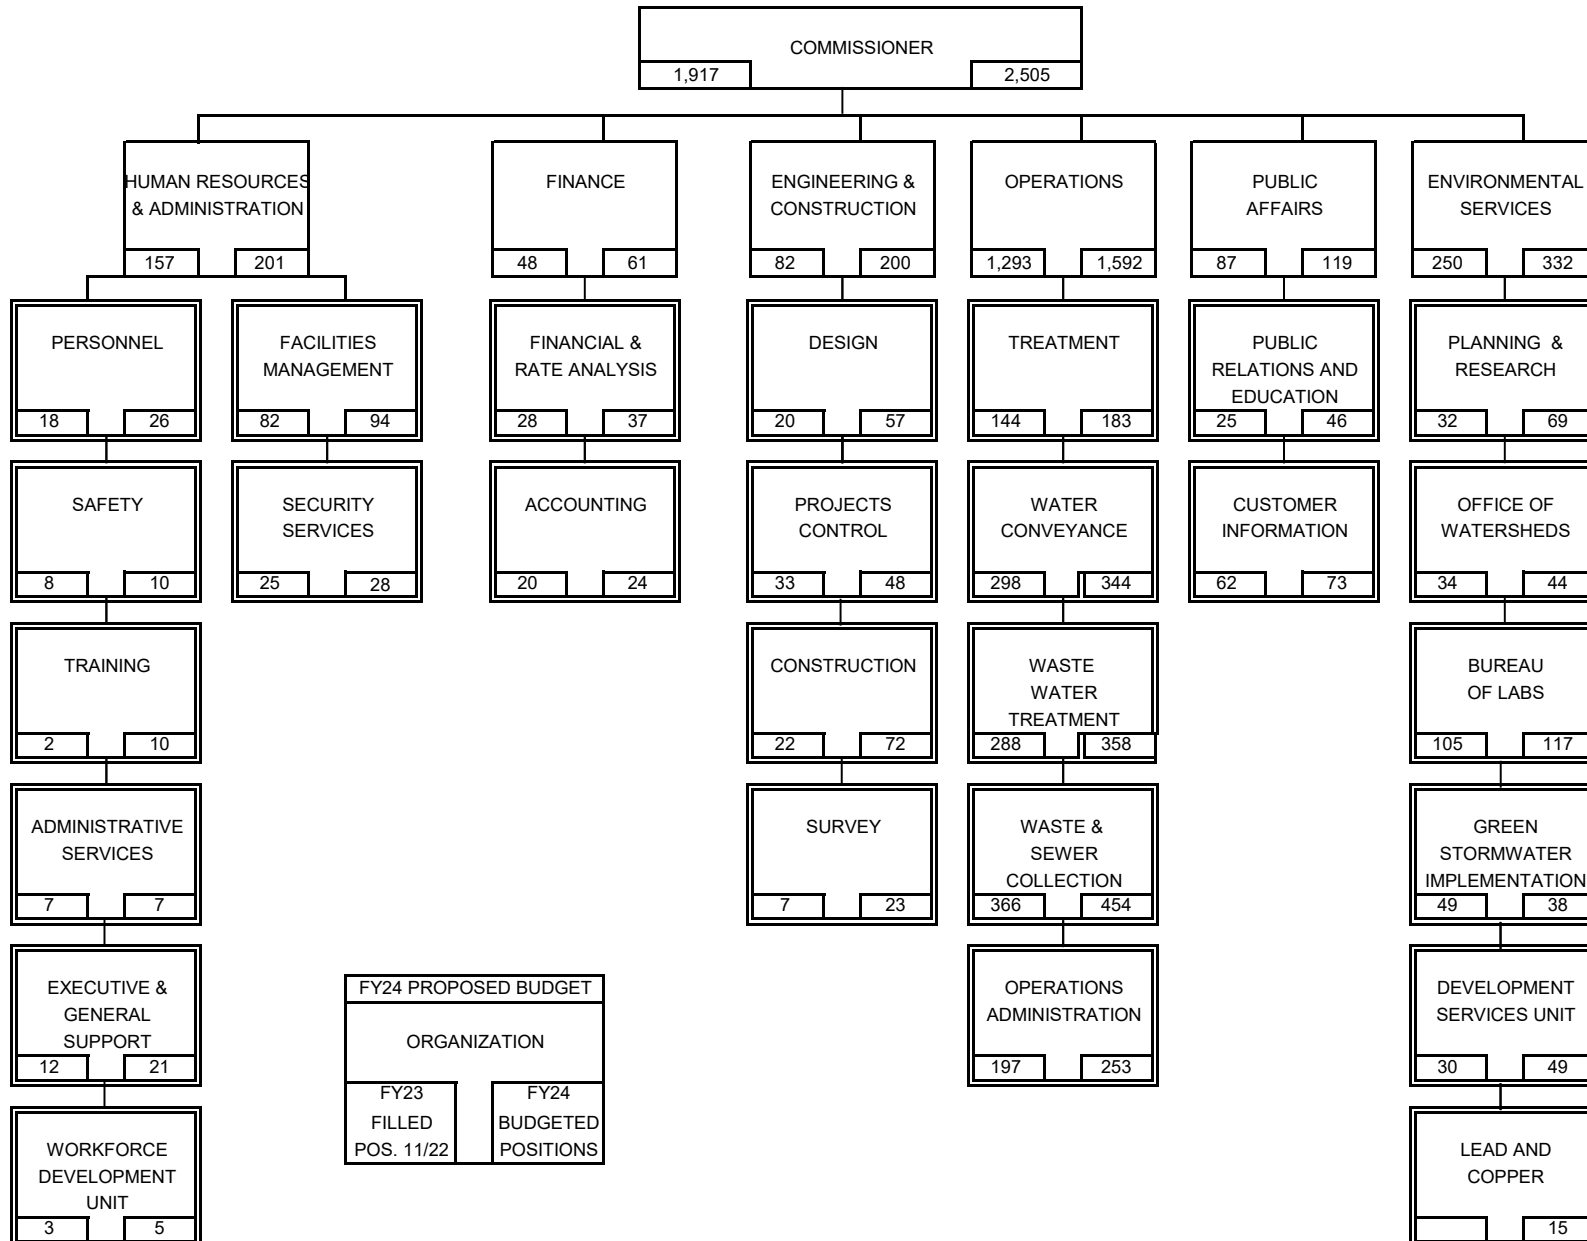 COMMISSIONER
1,917
2,505
HUMAN RESOURCES
& ADMINISTRATION
157
201
FINANCE
48
61
ENGINEERING &
CONSTRUCTION
82
200
OPERATIONS
1,293
1,592
PUBLIC
AFFAIRS
87
119
ENVIRONMENTAL
SERVICES
250
332
PERSONNEL
18
26
FACILITIES
MANAGEMENT
82
94
FINANCIAL &
RATE ANALYSIS
28
37
DESIGN
20
57
TREATMENT
144
183
PUBLIC
RELATIONS AND
EDUCATION
25
46
PLANNING &
RESEARCH
32
69
SAFETY
8
10
SECURITY
SERVICES
25
28
ACCOUNTING
20
24
PROJECTS
CONTROL
33
48
WATER
CONVEYANCE
298
344
CUSTOMER
INFORMATION
62
73
OFFICE OF
WATERSHEDS
34
44
TRAINING
2
10
CONSTRUCTION
22
72
WASTE
WATER
TREATMENT
288
358
BUREAU
OF LABS
105
117
ADMINISTRATIVE
SERVICES
7
7
SURVEY
7
23
WASTE &
SEWER
COLLECTION
366
454
GREEN
STORMWATER
IMPLEMENTATION
49
38
EXECUTIVE &
GENERAL
SUPPORT
12
21
FY24 PROPOSED BUDGET
ORGANIZATION
FY23
FILLED
POS. 11/22
FY24
BUDGETED
POSITIONS
OPERATIONS
ADMINISTRATION
197
253
DEVELOPMENT
SERVICES UNIT
30
49
WORKFORCE
DEVELOPMENT
UNIT
3
5
LEAD AND
COPPER
15